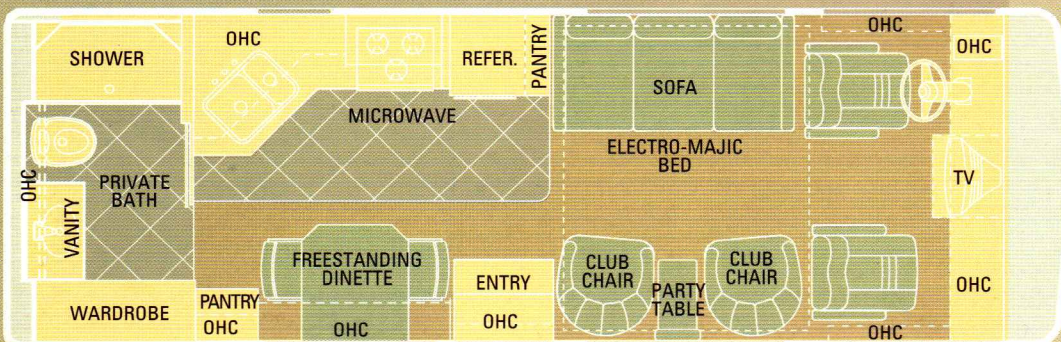 OHC
OHC
OHC
SHOWER
REFER.
PANTRY
SOFA
MICROWAVE
ELECTRO-MAJIC
BED
TV
OHC
PRIVATE
BATH
VANITY
FREESTANDING
DINETTE
ENTRY
CLUB
CHAIR
CLUB
CHAIR
PARTY
TABLE
OHC
WARDROBE
PANTRY
OHC
OHC
OHC
OHC